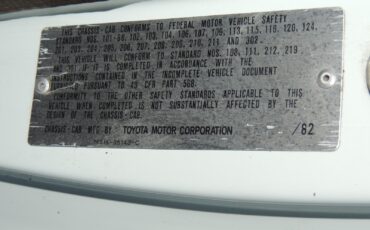 THIS CHASSIS-CAB CONFORMS TO FEDERAL MOTOR VEHICLE SAFETY
STANDARD NOS. 101-80, 102, 103, 104, 106, 107, 108, 113, 115, 116, 120, 124,
201, 203, 204, 205, 206, 207, 208, 209, 210, 211 AND 302.
THIS VEHICLE WILL CONFORM TO STANDARD NOS. 111, 212, 219
AND IF IT IS COMPLETED IN ACCORDANCE WITH THE
INSTRUCTIONS CONTAINED IN THE INCOMPLETE VEHICLE DOCUMENT
PURSUANT TO 49 CFR PART 568.
CONFORMITY TO THE OTHER SAFETY STANDARDS APPLICABLE TO THIS
VEHICLE WHEN COMPLETED IS NOT SUBSTANTIALLY AFFECTED BY THE
DESIGN OF THE CHASSIS-CAB.
CHASSIS-CAB MFD BY TOYOTA MOTOR CORPORATION /82